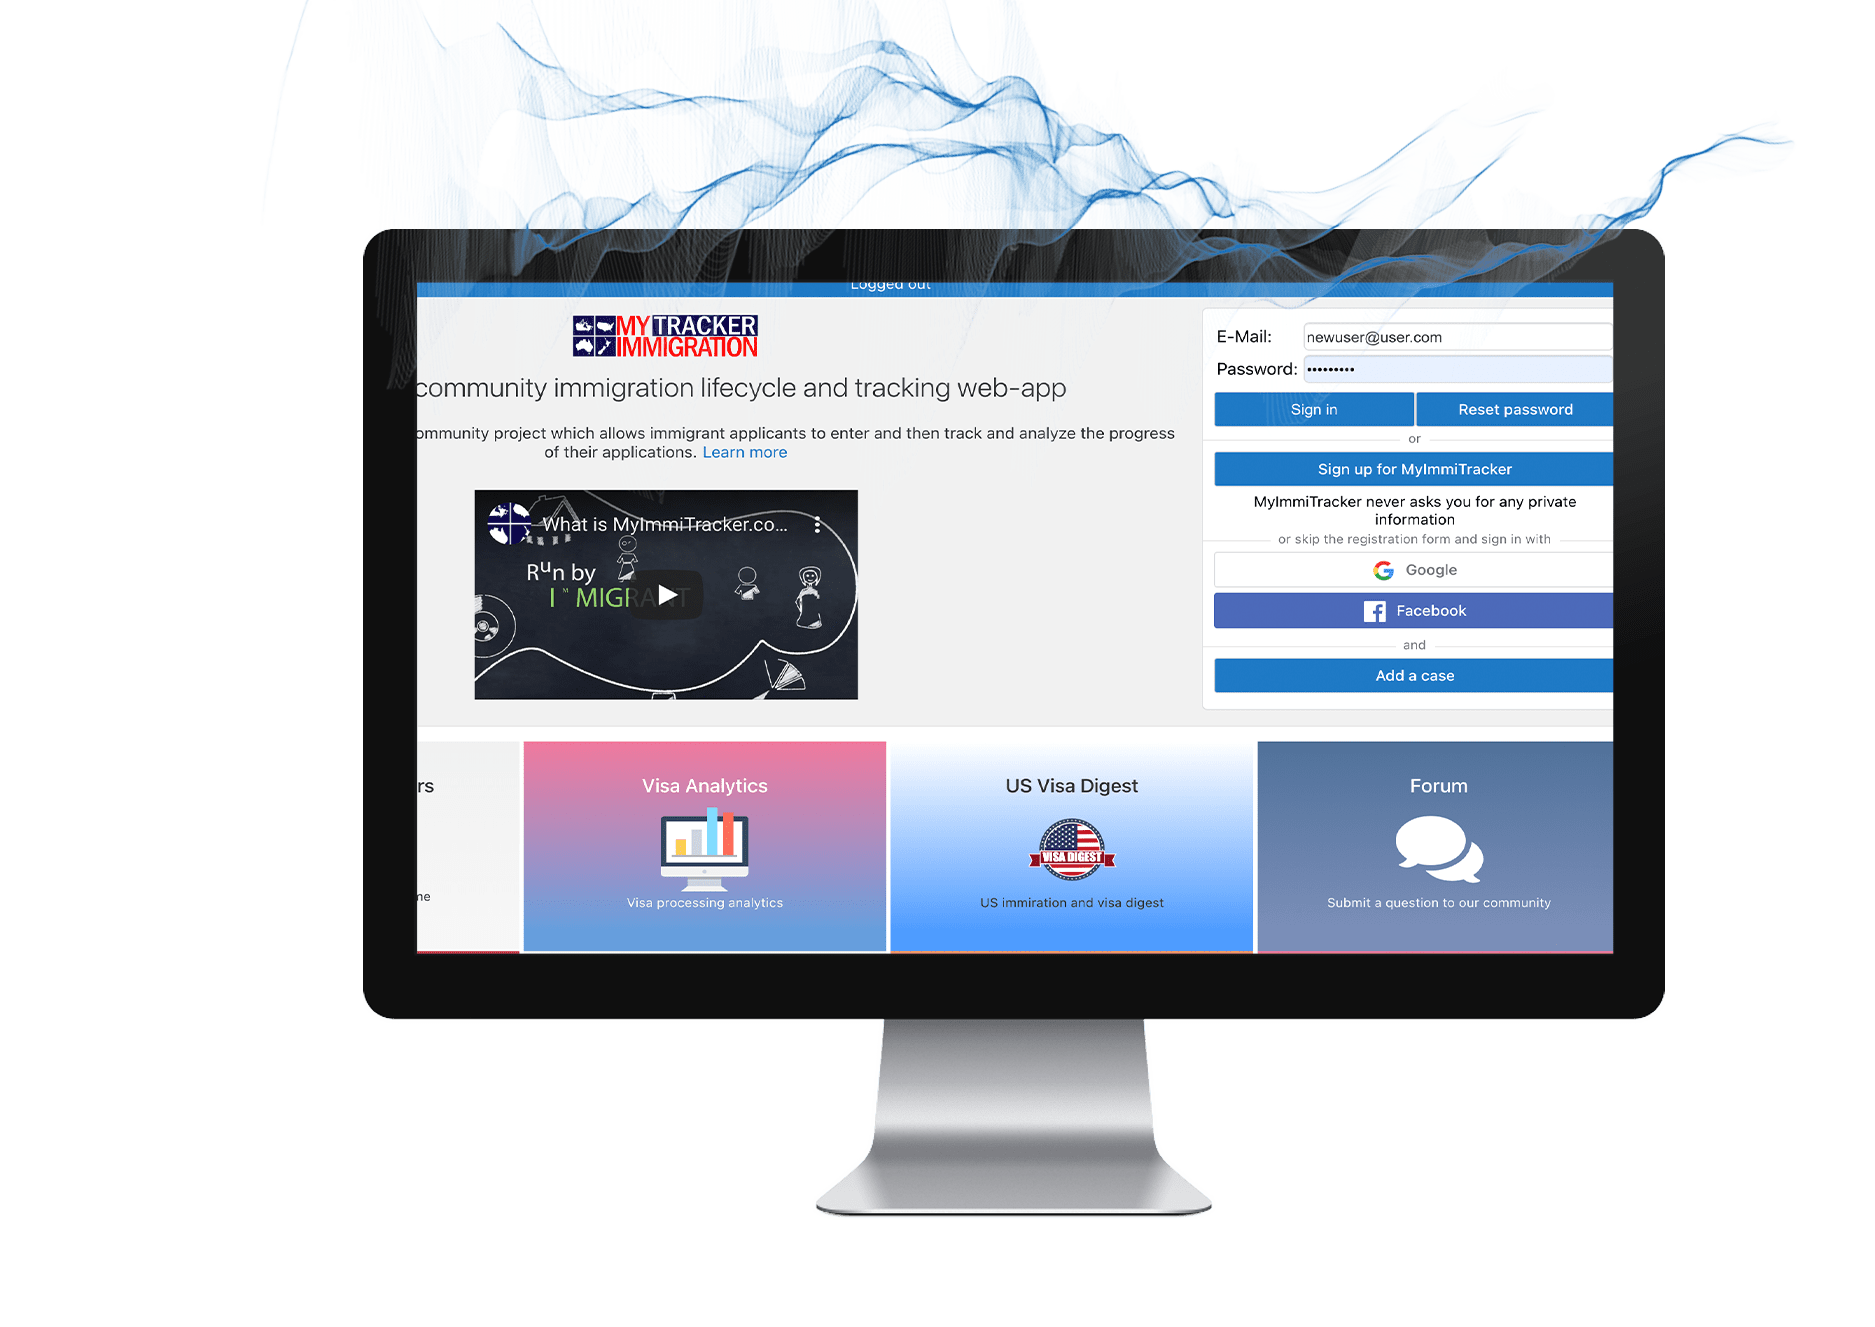 Logged out
MY TRACKER
IMMIGRATION
community immigration lifecycle and tracking web-app
ommunity project which allows immigrant applicants to enter and then track and analyze the progress
of their applications. Learn more
What is MyImmiTracker.co...
Run by
I ™ MIGRANT
E-Mail: newuser@user.com
Password: •••••••••
Sign in Reset password
or
Sign up for MyImmiTracker
MyImmiTracker never asks you for any private
information
or skip the registration form and sign in with
Google
Facebook
and
Add a case
rs
me
Visa Analytics
Visa processing analytics
US Visa Digest
VISA DIGEST
US immiration and visa digest
Forum
Submit a question to our community